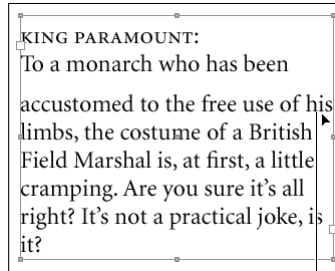 KING PARAMOUNT:
To a monarch who has been
accustomed to the free use of his
limbs, the costume of a British
Field Marshal is, at first, a little
cramping. Are you sure it’s all
right? It’s not a practical joke, is
it?